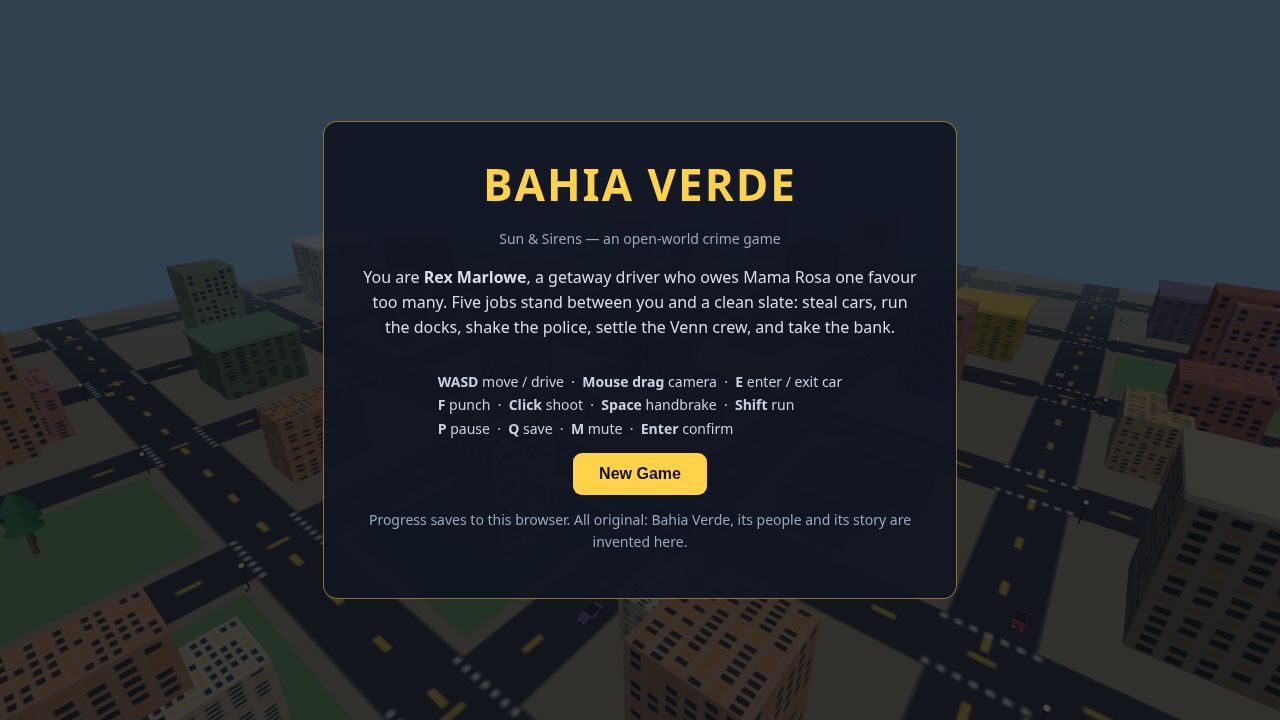 BAHIA VERDE
Sun & Sirens — an open-world crime game
You are Rex Marlowe, a getaway driver who owes Mama Rosa one favour
too many. Five jobs stand between you and a clean slate: steal cars, run
the docks, shake the police, settle the Venn crew, and take the bank.
WASD move / drive · Mouse drag camera · E enter / exit car
F punch · Click shoot · Space handbrake · Shift run
P pause · Q save · M mute · Enter confirm
New Game
Progress saves to this browser. All original: Bahia Verde, its people and its story are
invented here.